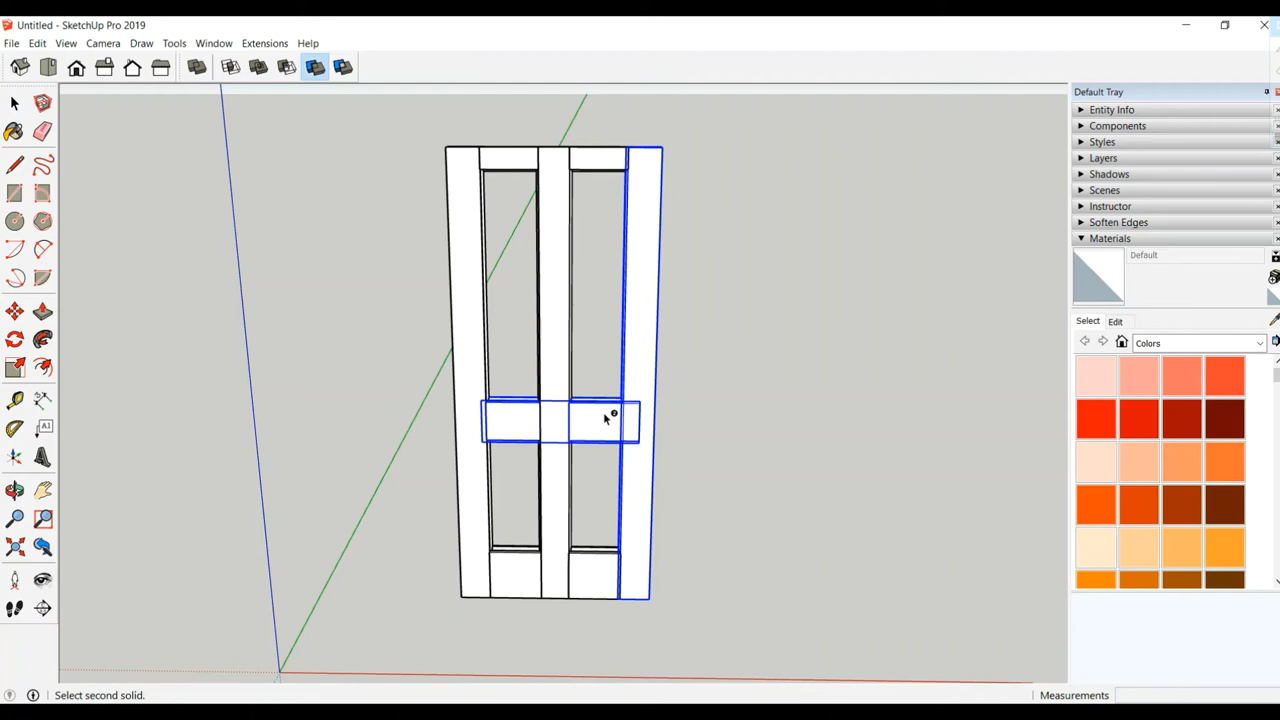 Untitled - SketchUp Pro 2019
File Edit View Camera Draw Tools Window Extensions Help
Default Tray
Entity Info
Components
Styles
Layers
Shadows
Scenes
Instructor
Soften Edges
Materials
Default
Select Edit
Colors
A1
Select second solid.
Measurements